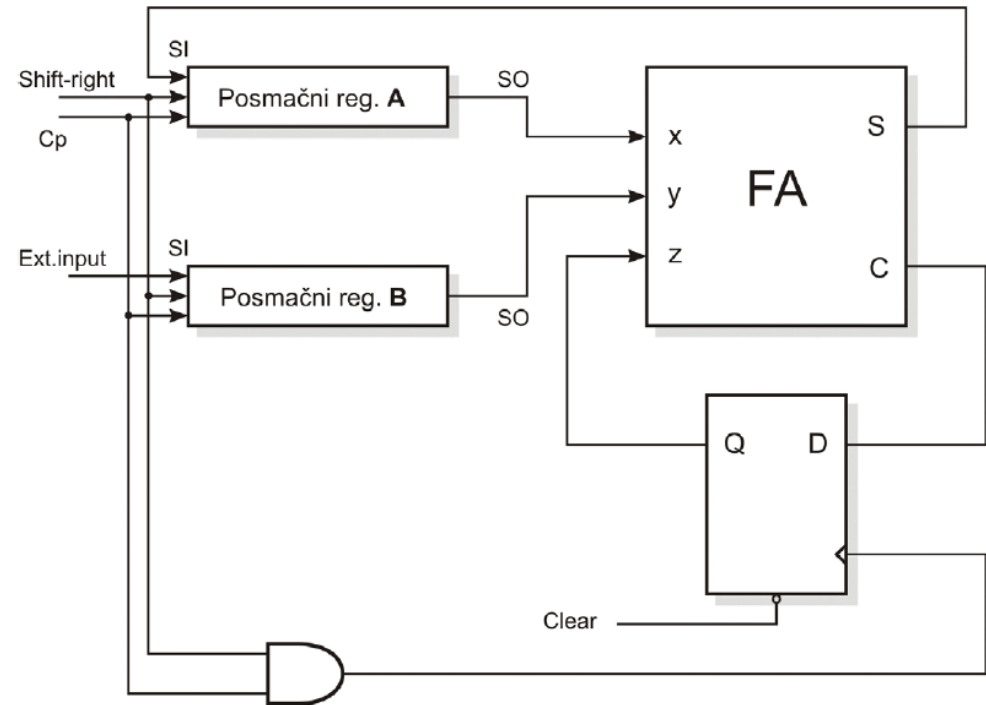 SI
Shift-right
Cp
Posmačni reg. A
SO
x
y
z
FA
S
C
Ext.input
SI
Posmačni reg. B
SO
Q
D
Clear